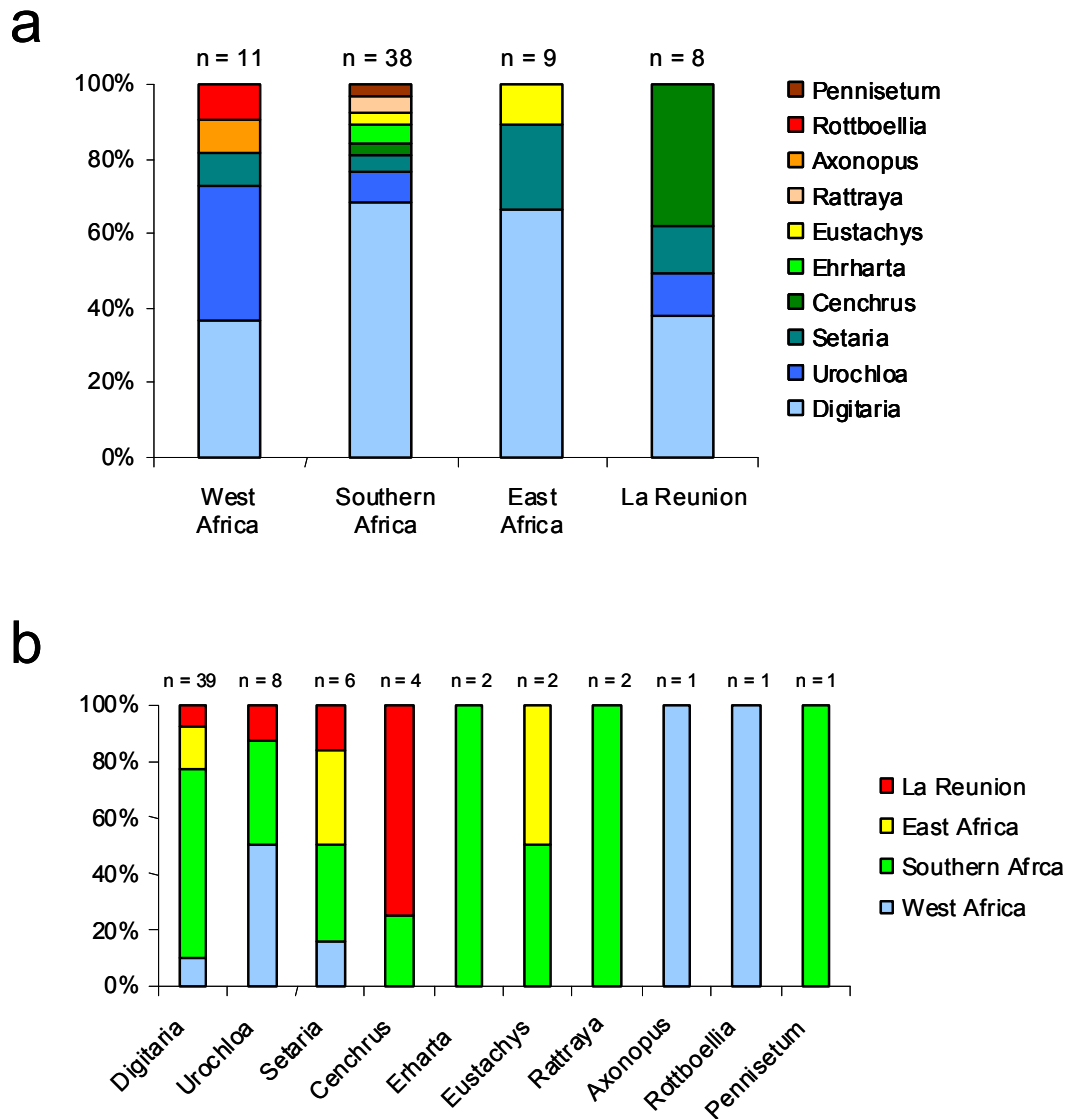 a
n = 11 n = 38 n = 9 n = 8
100%
80%
60%
40%
20%
0%
West Africa
Southern Africa
East Africa
La Reunion
Pennisetum
Rottboellia
Axonopus
Rattraya
Eustachys
Ehrharta
Cenchrus
Setaria
Urochloa
Digitaria
b
n = 39 n = 8 n = 6 n = 4 n = 2 n = 2 n = 2 n = 1 n = 1 n = 1
100%
80%
60%
40%
20%
0%
Digitaria
Urochloa
Setaria
Cenchrus
Erharta
Eustachys
Rattraya
Axonopus
Rottboellia
Pennisetum
La Reunion
East Africa
Southern Afrca
West Africa